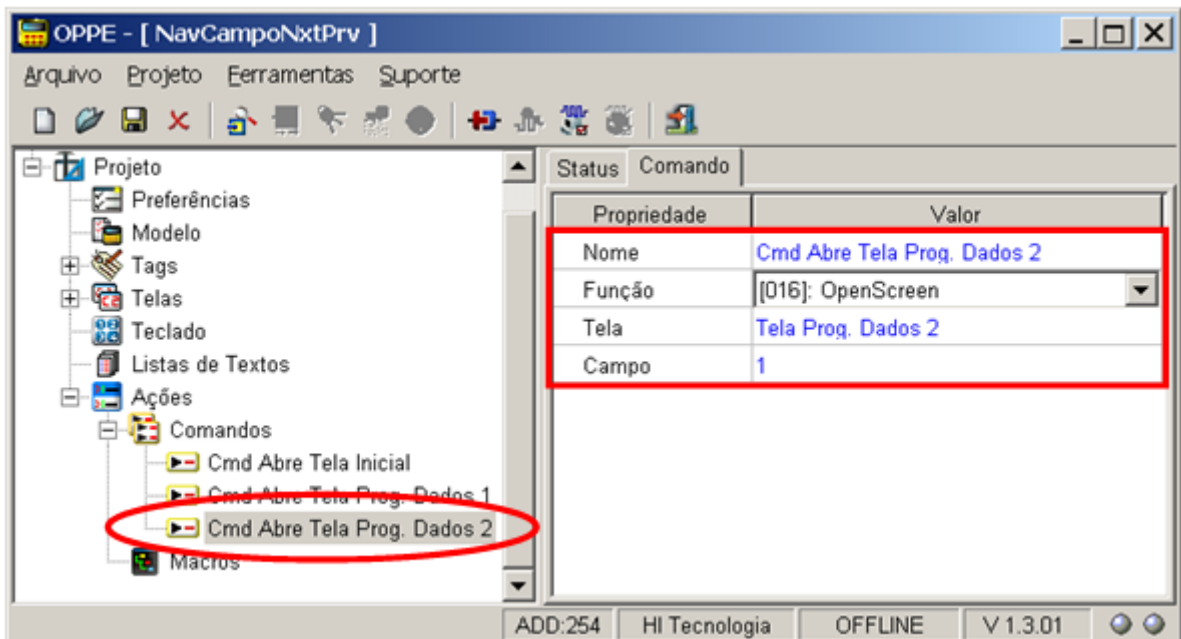 OPPE - [ NavCampoNxtPrv ]
Arquivo Projeto Eerramentas Suporte
Projeto
Preferências
Modelo
Tags
Telas
Teclado
Listas de Textos
Ações
Comandos
Cmd Abre Tela Inicial
Cmd Abre Tela Prog. Dados 1
Cmd Abre Tela Prog. Dados 2
Macros
Status Comando
Propriedade Valor
Nome Cmd Abre Tela Prog. Dados 2
Função [016]: OpenScreen
Tela Tela Prog. Dados 2
Campo 1
ADD:254 HI Tecnologia OFFLINE V 1.3.01